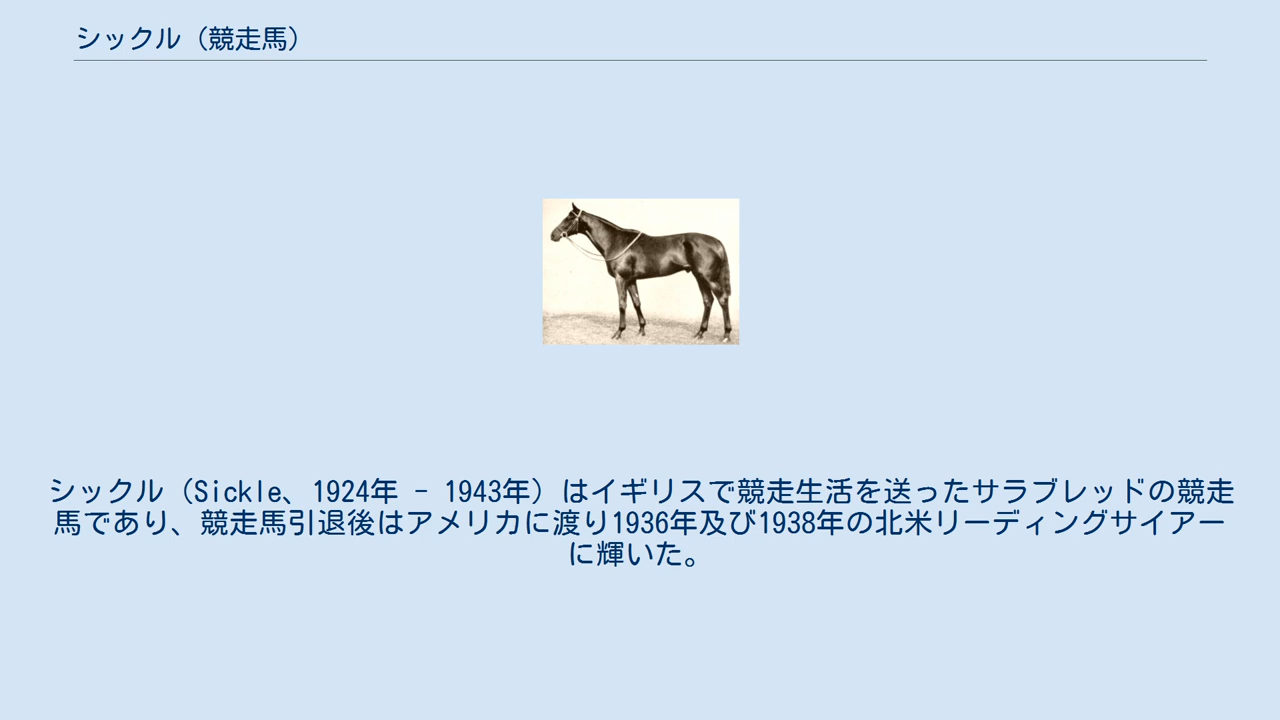 シックル（競走馬）
シックル（Sickle、1924年 - 1943年）はイギリスで競走生活を送ったサラブレッドの競走
馬であり、競走馬引退後はアメリカに渡り1936年及び1938年の北米リーディングサイアー
に輝いた。